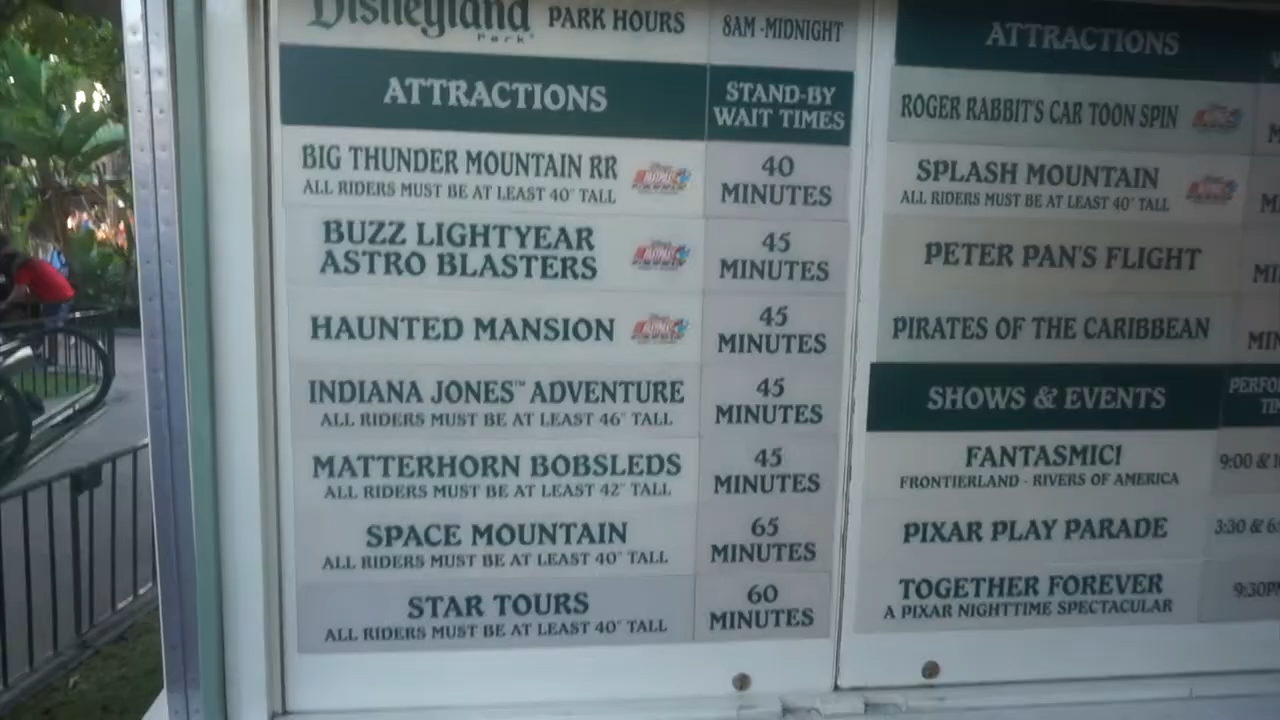 Disneyland Park PARK HOURS 8AM-MIDNIGHT
ATTRACTIONS
STAND-BY
WAIT TIMES
BIG THUNDER MOUNTAIN RR
ALL RIDERS MUST BE AT LEAST 40" TALL
40
MINUTES
BUZZ LIGHTYEAR
ASTRO BLASTERS
45
MINUTES
HAUNTED MANSION
45
MINUTES
INDIANA JONES™ ADVENTURE
ALL RIDERS MUST BE AT LEAST 46" TALL
45
MINUTES
MATTERHORN BOBSLEDS
ALL RIDERS MUST BE AT LEAST 42" TALL
45
MINUTES
SPACE MOUNTAIN
ALL RIDERS MUST BE AT LEAST 40" TALL
65
MINUTES
STAR TOURS
ALL RIDERS MUST BE AT LEAST 40" TALL
60
MINUTES
ATTRACTIONS
ROGER RABBIT'S CAR TOON SPIN
SPLASH MOUNTAIN
ALL RIDERS MUST BE AT LEAST 40" TALL
PETER PAN'S FLIGHT
PIRATES OF THE CARIBBEAN
SHOWS & EVENTS
FANTASMIC!
FRONTIERLAND - RIVERS OF AMERICA
9:00 &
PIXAR PLAY PARADE
3:30 &
TOGETHER FOREVER
A PIXAR NIGHTTIME SPECTACULAR
9:30P